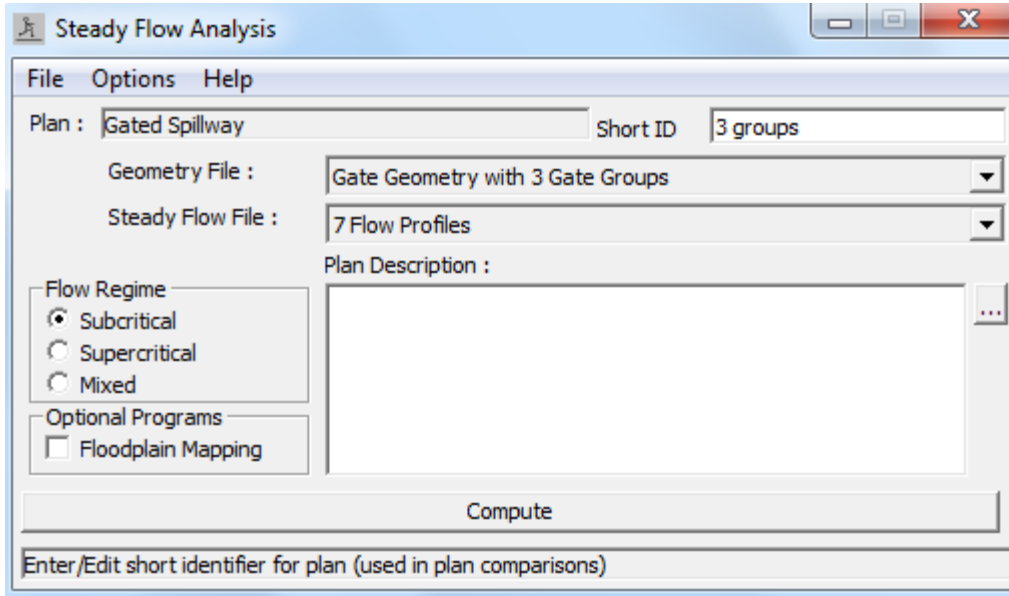 Steady Flow Analysis
File Options Help
Plan : Gated Spillway Short ID 3 groups
Geometry File : Gate Geometry with 3 Gate Groups
Steady Flow File : 7 Flow Profiles
Plan Description :
Flow Regime
Subcritical
Supercritical
Mixed
Optional Programs
Floodplain Mapping
...
Compute
Enter/Edit short identifier for plan (used in plan comparisons)